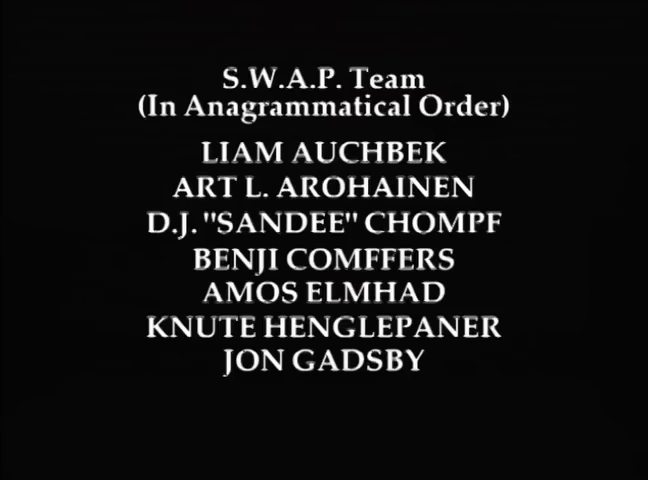 S.W.A.P. Team
(In Anagrammatical Order)
LIAM AUCHBEK
ART L. AROHAINEN
D.J. "SANDEE" CHOMPF
BENJI COMFFERS
AMOS ELMHAD
KNUTE HENGLEPANER
JON GADSBY